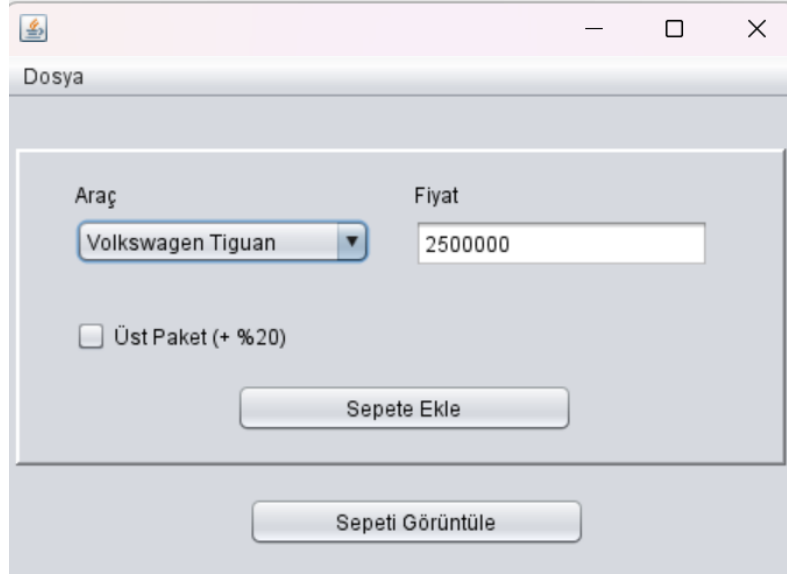 Dosya
Araç Fiyat
Volkswagen Tiguan 2500000
Üst Paket (+ %20)
Sepete Ekle
Sepeti Görüntüle